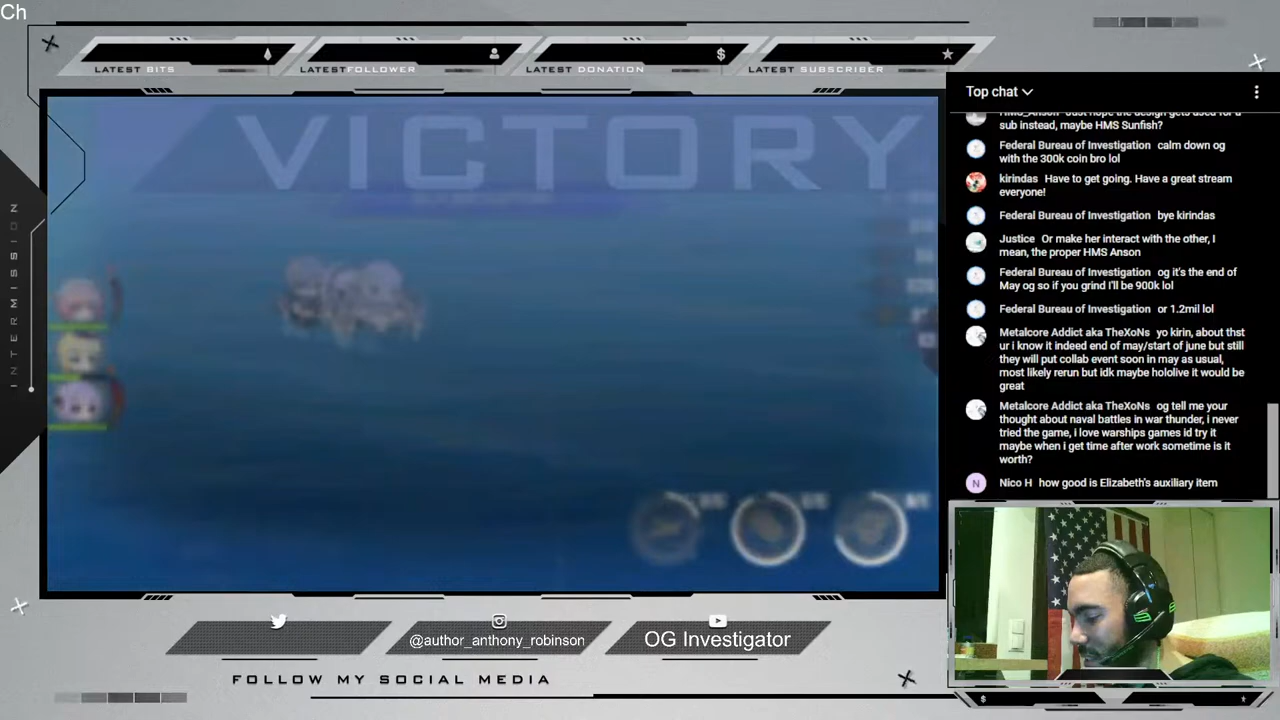 Ch
LATEST BITS
LATEST FOLLOWER
LATEST DONATION
$
LATEST SUBSCRIBER
VICTORY
INTERMISSION
Top chat
sub instead, maybe HMS Sunfish?
Federal Bureau of Investigation calm down og
with the 300k coin bro lol
kirindas Have to get going. Have a great stream
everyone!
Federal Bureau of Investigation bye kirindas
Justice Or make her interact with the other, I
mean, the proper HMS Anson
Federal Bureau of Investigation og it's the end of
May og so if you grind I'll be 900k lol
Federal Bureau of Investigation or 1.2mil lol
Metalcore Addict aka TheXoNs yo kirin, about thst
ur i know it indeed end of may/start of june but still
they will put collab event soon in may as usual,
most likely rerun but idk maybe hololive it would be
great
Metalcore Addict aka TheXoNs og tell me your
thought about naval battles in war thunder, i never
tried the game, i love warships games id try it
maybe when i get time after work sometime is it
worth?
N
Nico H how good is Elizabeth's auxiliary item
@author_anthony_robinson
OG Investigator
FOLLOW MY SOCIAL MEDIA
$